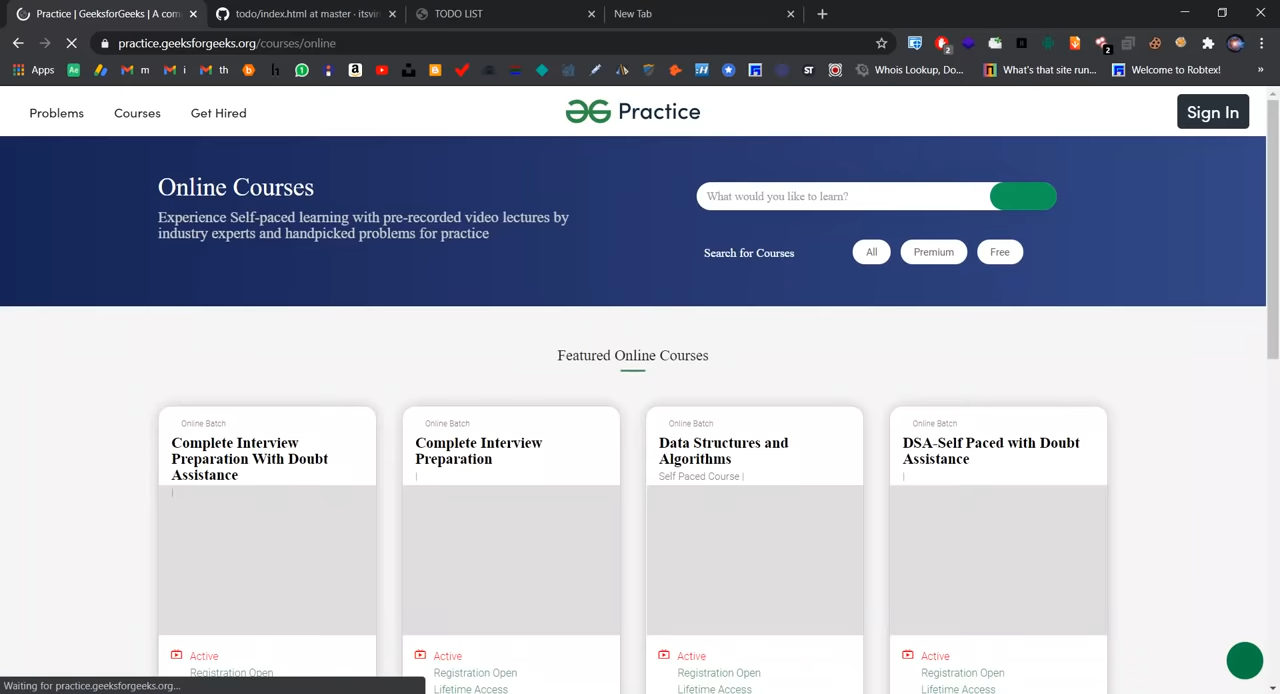 Practice | GeeksforGeeks | A com
todo/index.html at master · itsvin
TODO LIST
New Tab
practice.geeksforgeeks.org/courses/online
2
2
Apps
m
i
th
Whois Lookup, Do...
What's that site run...
Welcome to Robtex!
»
Problems
Courses
Get Hired
Practice
Sign In
Online Courses
Experience Self-paced learning with pre-recorded video lectures by
industry experts and handpicked problems for practice
What would you like to learn?
Search for Courses
All
Premium
Free
Featured Online Courses
Online Batch
Complete Interview
Preparation With Doubt
Assistance
|
Active
Registration Open
Online Batch
Complete Interview
Preparation
|
Active
Registration Open
Lifetime Access
Online Batch
Data Structures and
Algorithms
Self Paced Course |
Active
Registration Open
Lifetime Access
Online Batch
DSA-Self Paced with Doubt
Assistance
|
Active
Registration Open
Lifetime Access
Waiting for practice.geeksforgeeks.org...